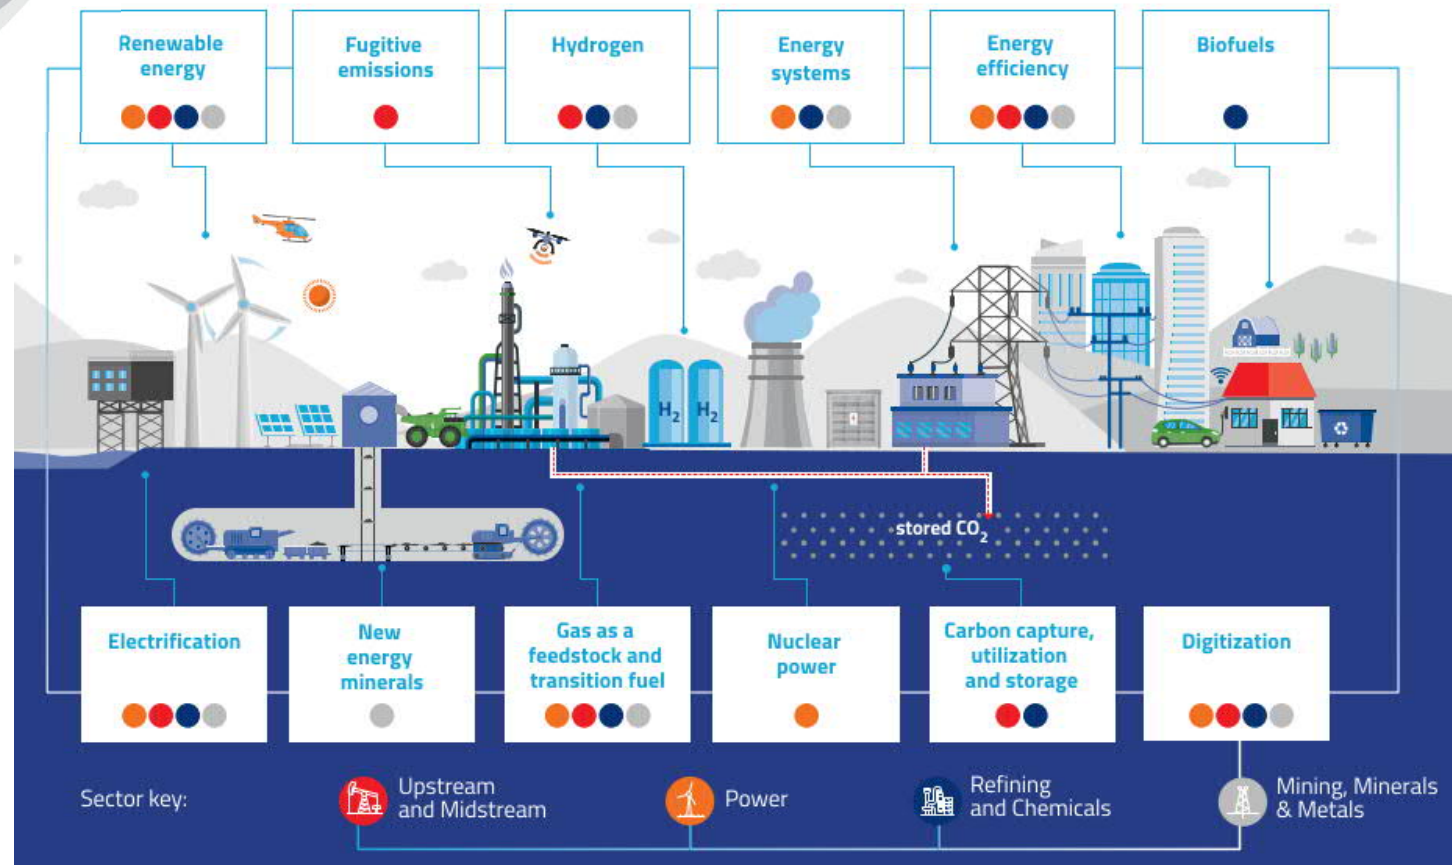 Renewable
energy
Fugitive
emissions
Hydrogen
Energy
systems
Energy
efficiency
Biofuels
H2
H2
stored CO2
Electrification
New
energy
minerals
Gas as a
feedstock and
transition fuel
Nuclear
power
Carbon capture,
utilization
and storage
Digitization
Sector key:
Upstream
and Midstream
Power
Refining
and Chemicals
Mining, Minerals
& Metals